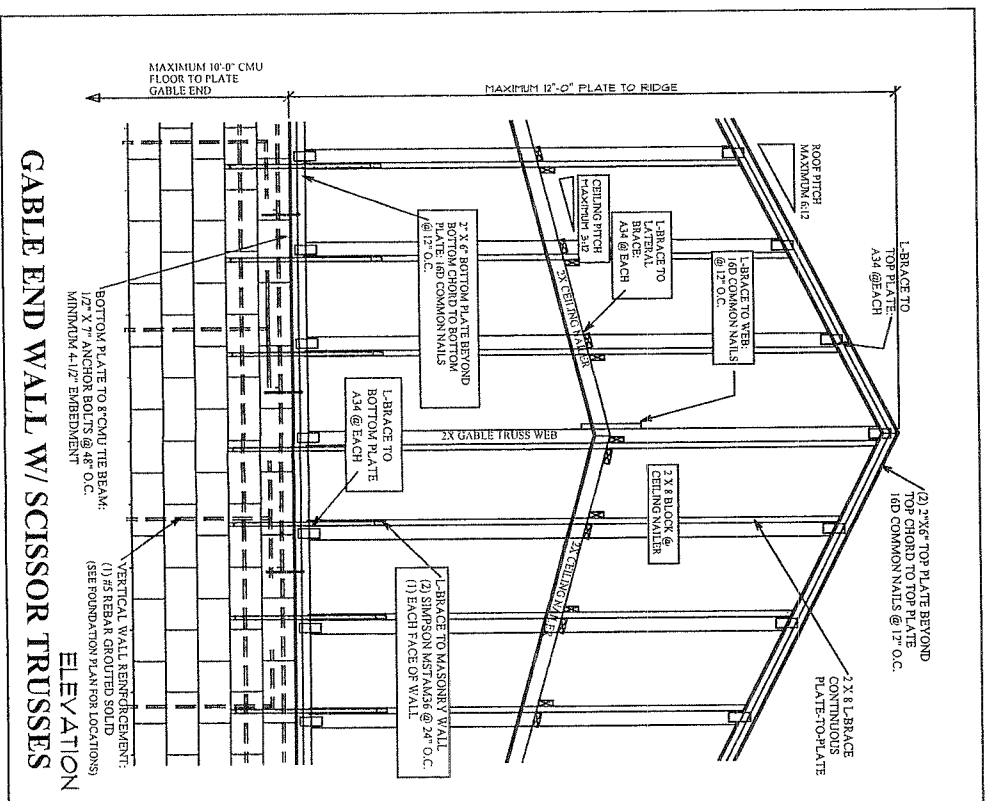 MAXIMUM 10'-0" CMU
FLOOR TO PLATE
GABLE END
MAXIMUM 12"-0" PLATE TO RIDGE
ROOF PITCH
MAXIMUM 6:12
L-BRACE TO
TOP PLATE:
A34 @EACH
(2) 2"X6" TOP PLATE BEYOND
TOP CHORD TO TOP PLATE
16D COMMON NAILS @ 12" O.C.
2 X 8 L-BRACE
CONTINUOUS
PLATE-TO-PLATE
CEILING PITCH
MAXIMUM 3:12
L-BRACE TO
LATERAL
BRACE:
A34 @ EACH
L-BRACE TO WEB:
16D COMMON NAILS
@ 12" O.C.
2X CEILING NAILER
2X GABLE TRUSS WEB
2 X 8 BLOCK @
CEILING NAILER
2X CEILING NAILER
2" X 6" BOTTOM PLATE BEYOND
BOTTOM CHORD TO BOTTOM
PLATE: 16D COMMON NAILS
@ 12" O.C.
L-BRACE TO
BOTTOM PLATE
A34 @ EACH
L-BRACE TO MASONRY WALL
(2) SIMPSON MSTAM36 @ 24" O.C.
(1) EACH FACE OF WALL
BOTTOM PLATE TO 8"CMU TIE BEAM:
1/2" X 7" ANCHOR BOLTS @ 48" O.C.
MINIMUM 4-1/2" EMBEDMENT
VERTICAL WALL REINFORCEMENT:
(1) #5 REBAR GROUTED SOLID
(SEE FOUNDATION PLAN FOR LOCATIONS)
ELEVATION
GABLE END WALL W/ SCISSOR TRUSSES